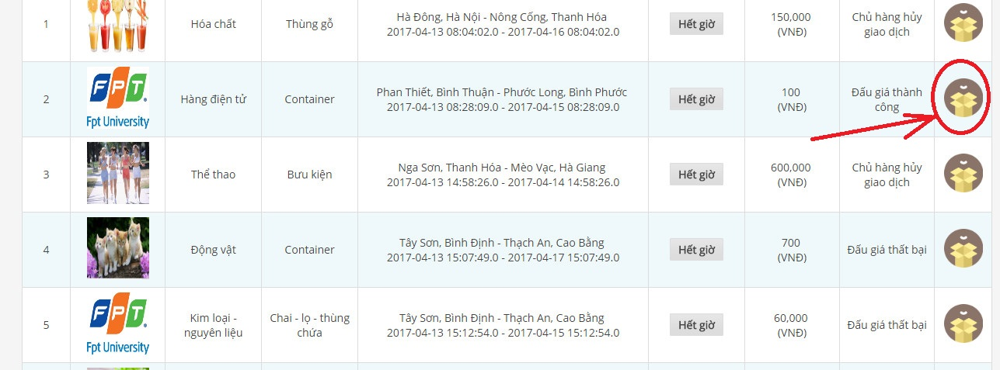 1
Hóa chất
Thùng gỗ
Hà Đông, Hà Nội - Nông Cống, Thanh Hóa
2017-04-13 08:04:02.0 - 2017-04-16 08:04:02.0
Hết giờ
150,000
(VNĐ)
Chủ hàng hủy
giao dịch
2
FPT
Fpt University
Hàng điện tử
Container
Phan Thiết, Bình Thuận - Phước Long, Bình Phước
2017-04-13 08:28:09.0 - 2017-04-15 08:28:09.0
Hết giờ
100
(VNĐ)
Đấu giá thành
công
3
Thể thao
Bưu kiện
Nga Sơn, Thanh Hóa - Mèo Vạc, Hà Giang
2017-04-13 14:58:26.0 - 2017-04-14 14:58:26.0
Hết giờ
600,000
(VNĐ)
Chủ hàng hủy
giao dịch
4
Động vật
Container
Tây Sơn, Bình Định - Thạch An, Cao Bằng
2017-04-13 15:07:49.0 - 2017-04-17 15:07:49.0
Hết giờ
700
(VNĐ)
Đấu giá thất bại
5
FPT
Fpt University
Kim loại -
nguyên liệu
Chai - lọ - thùng
chứa
Tây Sơn, Bình Định - Thạch An, Cao Bằng
2017-04-13 15:12:54.0 - 2017-04-15 15:12:54.0
Hết giờ
60,000
(VNĐ)
Đấu giá thất bại